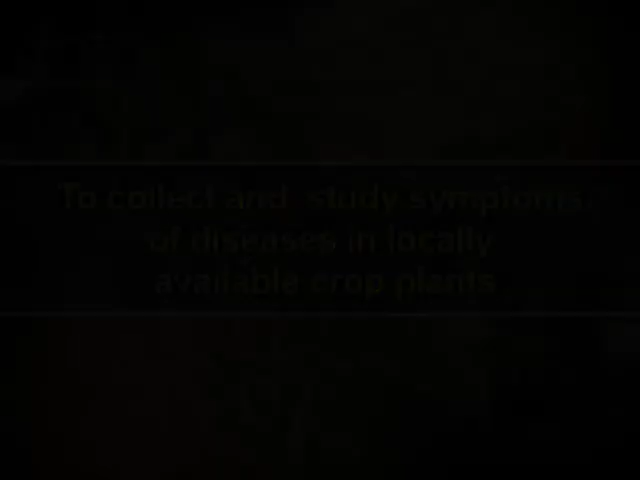 To collect and study symptoms
of diseases in locally
available crop plants